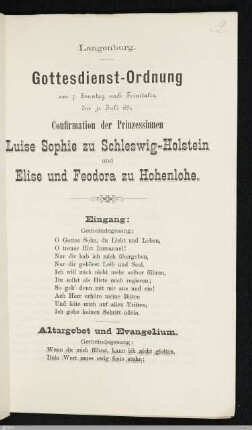 2
Langenburg.
Gottesdienst-Ordnung
am 7. Sonntag nach Trinitatis,
den 31. Juli 
Confirmation der Prinzessinnen
Luise Sophie zu Schleswig-Holstein
und
Elise und Feodora zu Hohenlohe.
Eingang:
Gemeindegesang:
O Gottes Sohn, du Licht und Leben,
O treuer Hirt Immanuel!
Nur dir hab ich mich übergeben,
Nur dir gehöret Leib und Seel.
Ich will mich nicht mehr selber führen,
Du sollst als Hirte mich regieren;
So geh' denn mit mir aus und ein!
Ach Herr erhöre meine Bitten
Und leite mich auf allen Tritten,
Ich gehe keinen Schritt allein.
Altargebet und Evangelium.
Gemeindegesang:
Wenn du mich führst, kann ich nicht gleiten,
Dein Wort muss ewig feste stehn;